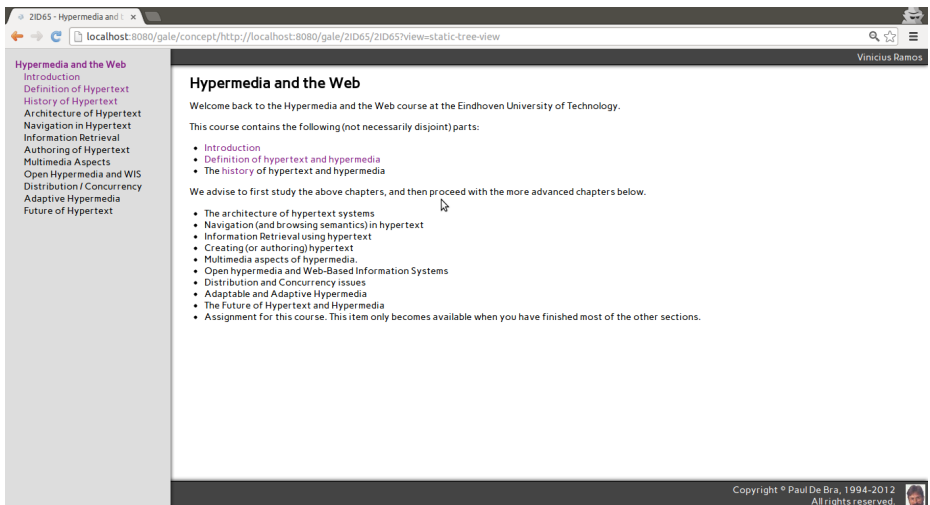 2ID65 - Hypermedia and t
localhost:8080/gale/concept/http://localhost:8080/gale/2ID65/2ID65?view=static-tree-view
Vinicius Ramos
Hypermedia and the Web
Introduction
Definition of Hypertext
History of Hypertext
Architecture of Hypertext
Navigation in Hypertext
Information Retrieval
Authoring of Hypertext
Multimedia Aspects
Open Hypermedia and WIS
Distribution / Concurrency
Adaptive Hypermedia
Future of Hypertext
Hypermedia and the Web
Welcome back to the Hypermedia and the Web course at the Eindhoven University of Technology.
This course contains the following (not necessarily disjoint) parts:
• Introduction
• Definition of hypertext and hypermedia
• The history of hypertext and hypermedia
We advise to first study the above chapters, and then proceed with the more advanced chapters below.
• The architecture of hypertext systems
• Navigation (and browsing semantics) in hypertext
• Information Retrieval using hypertext
• Creating (or authoring) hypertext
• Multimedia aspects of hypermedia.
• Open hypermedia and Web-Based Information Systems
• Distribution and Concurrency issues
• Adaptable and Adaptive Hypermedia
• The Future of Hypertext and Hypermedia
• Assignment for this course. This item only becomes available when you have finished most of the other sections.
Copyright © Paul De Bra, 1994-2012
All rights reserved.